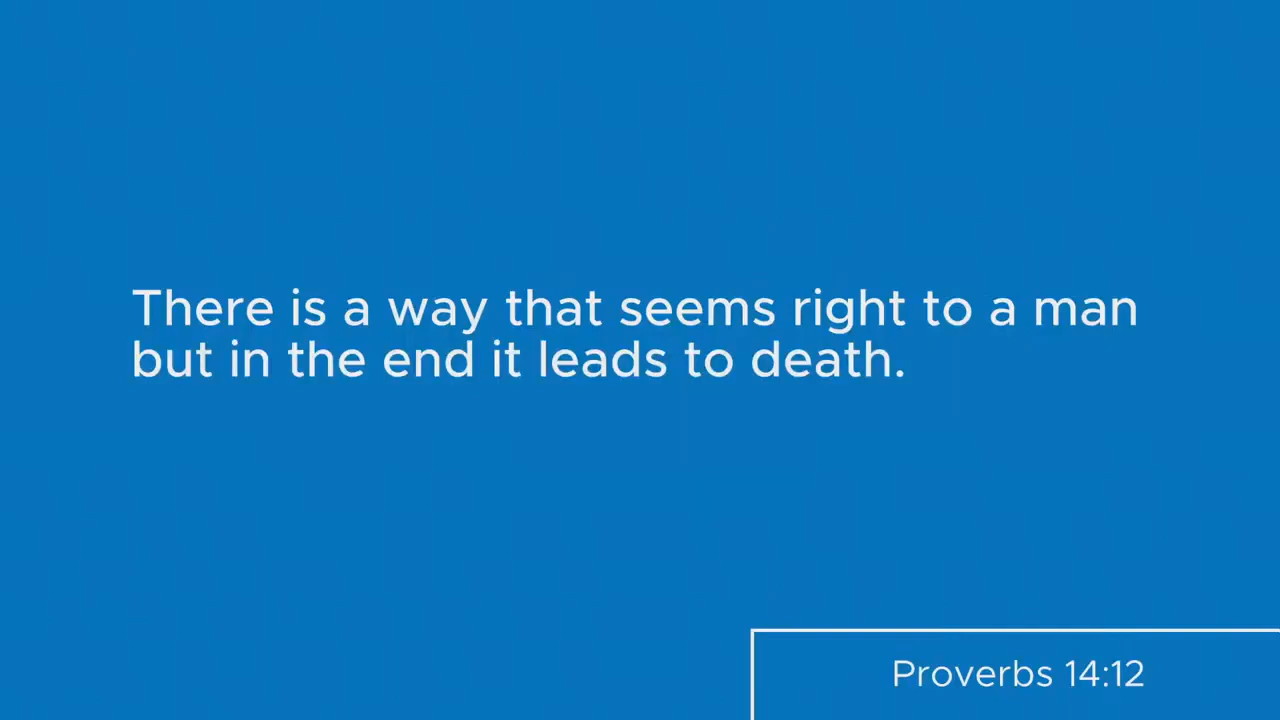 There is a way that seems right to a man
but in the end it leads to death.
Proverbs 14:12